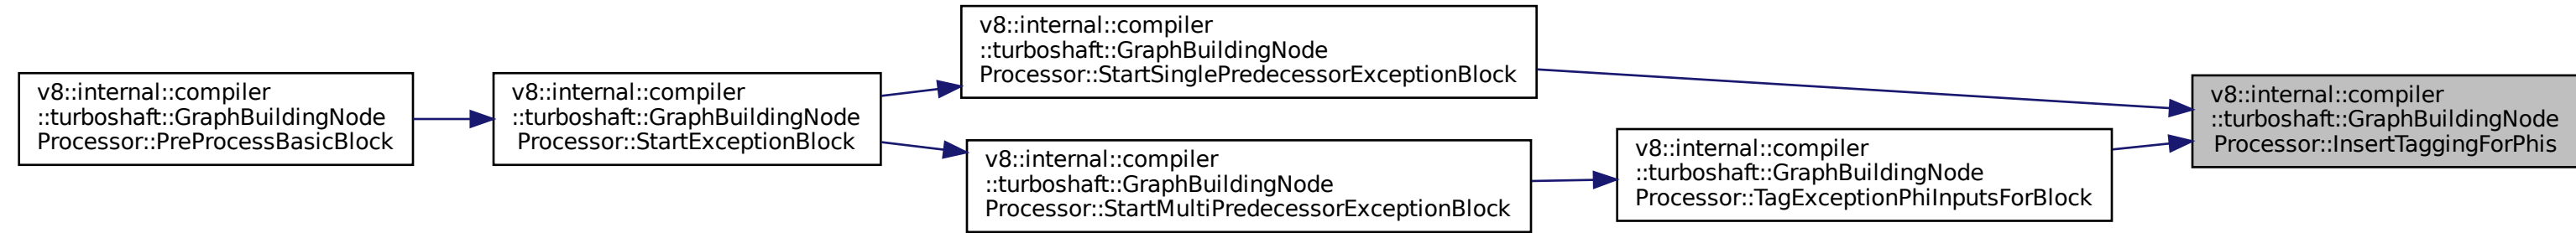 v8::internal::compiler
::turboshaft::GraphBuildingNode
Processor::PreProcessBasicBlock
v8::internal::compiler
::turboshaft::GraphBuildingNode
Processor::StartExceptionBlock
v8::internal::compiler
::turboshaft::GraphBuildingNode
Processor::StartSinglePredecessorExceptionBlock
v8::internal::compiler
::turboshaft::GraphBuildingNode
Processor::StartMultiPredecessorExceptionBlock
v8::internal::compiler
::turboshaft::GraphBuildingNode
Processor::TagExceptionPhiInputsForBlock
v8::internal::compiler
::turboshaft::GraphBuildingNode
Processor::InsertTaggingForPhis